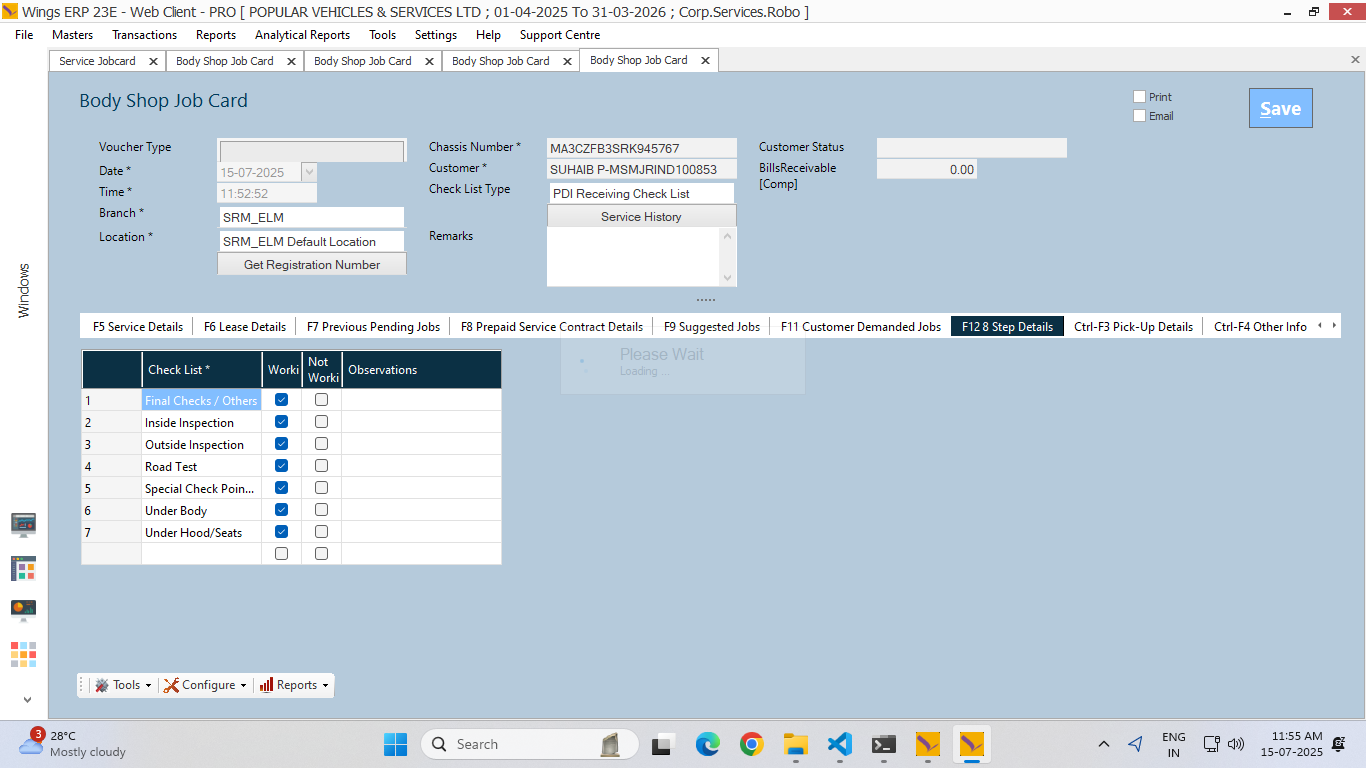 Wings ERP 23E - Web Client - PRO [ POPULAR VEHICLES & SERVICES LTD ; 01-04-2025 To 31-03-2026 ; Corp.Services.Robo ]
File Masters Transactions Reports Analytical Reports Tools Settings Help Support Centre
Service Jobcard Body Shop Job Card Body Shop Job Card Body Shop Job Card Body Shop Job Card
Body Shop Job Card
Print
Email
Save
Voucher Type
Date *
15-07-2025
Time *
11:52:52
Branch *
SRM_ELM
Location *
SRM_ELM Default Location
Get Registration Number
Chassis Number *
MA3CZFB3SRK945767
Customer *
SUHAIB P-MSMJRIND100853
Check List Type
PDI Receiving Check List
Service History
Remarks
Customer Status
BillsReceivable
[Comp]
0.00
Windows
F5 Service Details F6 Lease Details F7 Previous Pending Jobs F8 Prepaid Service Contract Details F9 Suggested Jobs F11 Customer Demanded Jobs F12 8 Step Details Ctrl-F3 Pick-Up Details Ctrl-F4 Other Info
Please Wait
Loading ...
Check List * Worki Not Worki Observations
1 Final Checks / Others
2 Inside Inspection
3 Outside Inspection
4 Road Test
5 Special Check Poin...
6 Under Body
7 Under Hood/Seats
Tools Configure Reports
3
28°C
Mostly cloudy
Search
ENG
IN
11:55 AM
15-07-2025